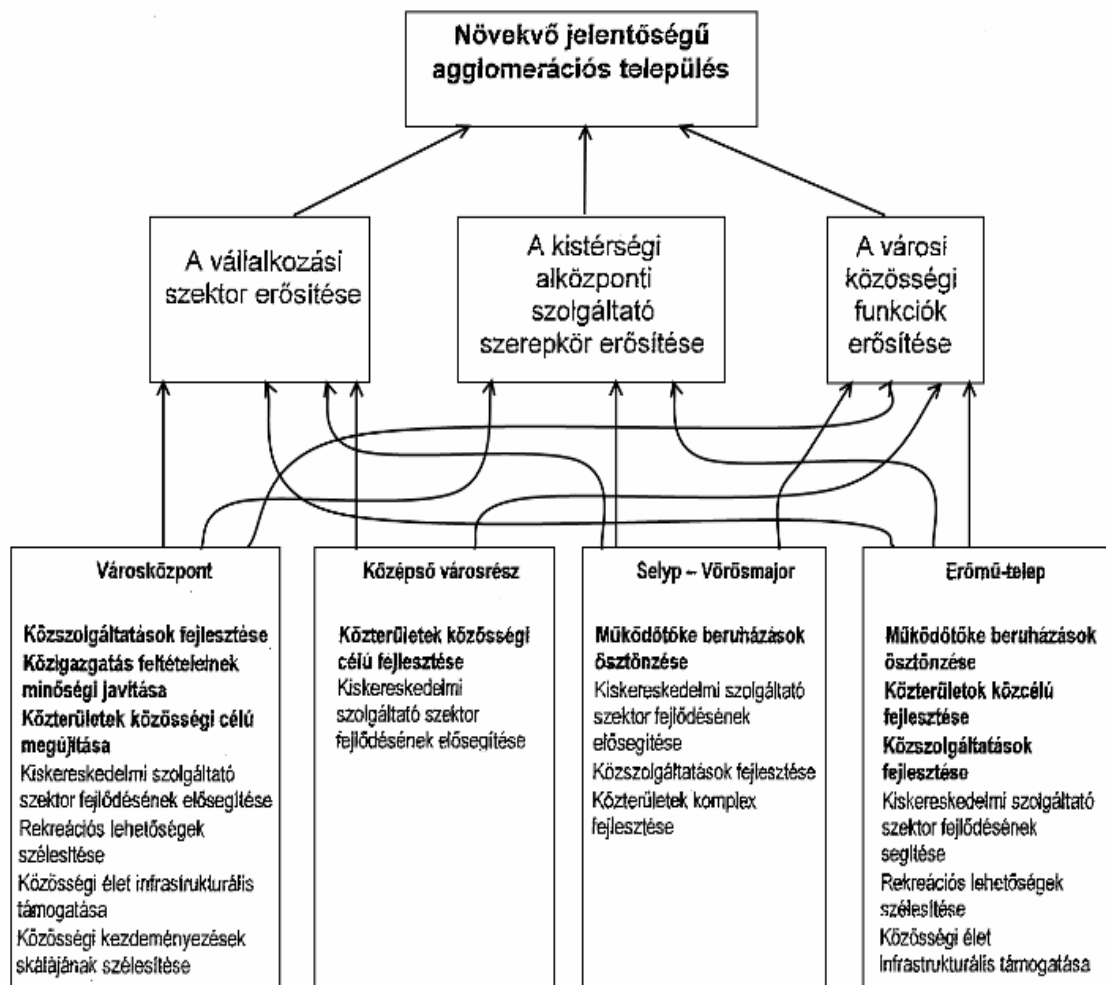 Növekvő jelentőségű
agglomerációs település
A vállalkozási
szektor erősítése
A kistérségi
alközponti
szolgáltató
szerepkör erősítése
A városi
közösségi
funkciók
erősítése
Városközpont
Közszolgáltatások fejlesztése
Közigazgatás feltételeinek
minőségi javítása
Közterületek közösségi célú
megújítása
Kiskereskedelmi szolgáltató
szektor fejlődésének elősegítése
Rekreációs lehetőségek
szélesítése
Közösségi élet infrastrukturális
támogatása
Közösségi kezdeményezések
skálájának szélesítése
Középső városrész
Közterületek közösségi
célú fejlesztése
Kiskereskedelmi
szolgáltató szektor
fejlődésének elősegítése
Selyp – Vörösmajor
Működőtőke beruházások
ösztönzése
Kiskereskedelmi szolgáltató
szektor fejlődésének
elősegítése
Közszolgáltatások fejlesztése
Közterületek komplex
fejlesztése
Erőmű-telep
Működőtőke beruházások
ösztönzése
Közterületek közcélú
fejlesztése
Közszolgáltatások
fejlesztése
Kiskereskedelmi szolgáltató
szektor fejlődésének
segítése
Rekreációs lehetőségek
szélesítése
Közösségi élet
infrastrukturális támogatása